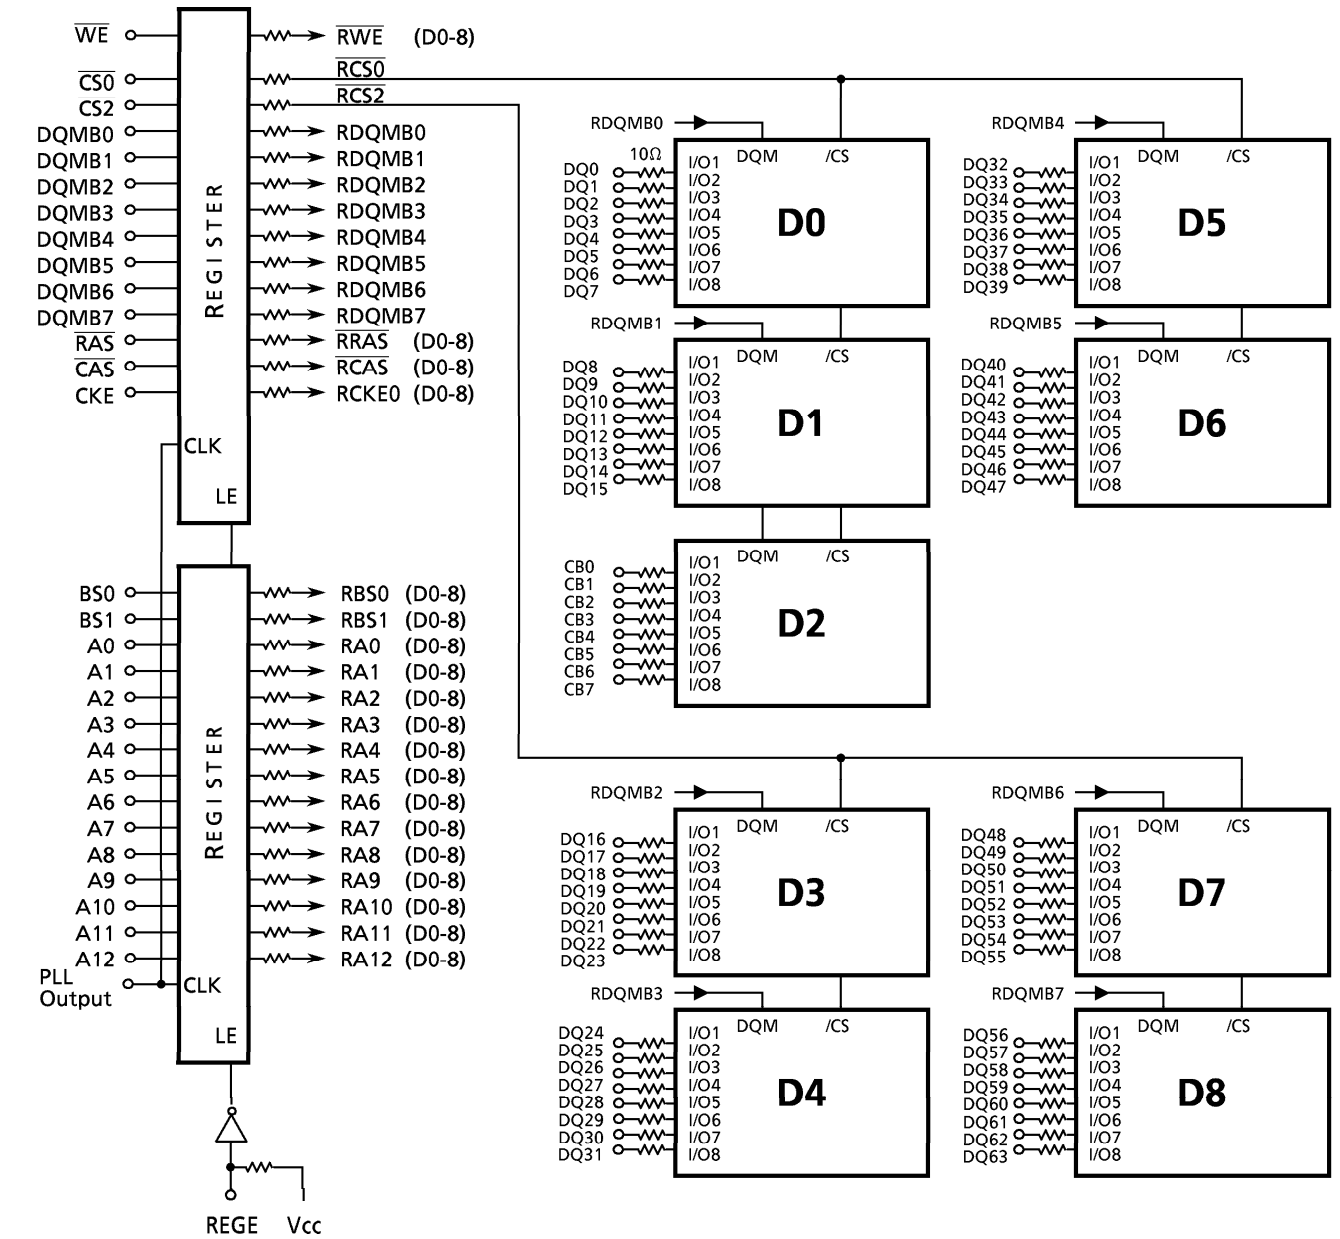 WE RWE (D0-8)
CS0 RCS0
CS2 RCS2
DQMB0 RDQMB0
DQMB1 RDQMB1
DQMB2 RDQMB2
DQMB3 RDQMB3
DQMB4 RDQMB4
DQMB5 RDQMB5
DQMB6 RDQMB6
DQMB7 RDQMB7
RAS RRAS (D0-8)
CAS RCAS (D0-8)
CKE RCKE0 (D0-8)
REGISTER
CLK
LE
BS0 RBS0 (D0-8)
BS1 RBS1 (D0-8)
A0 RA0 (D0-8)
A1 RA1 (D0-8)
A2 RA2 (D0-8)
A3 RA3 (D0-8)
A4 RA4 (D0-8)
A5 RA5 (D0-8)
A6 RA6 (D0-8)
A7 RA7 (D0-8)
A8 RA8 (D0-8)
A9 RA9 (D0-8)
A10 RA10 (D0-8)
A11 RA11 (D0-8)
A12 RA12 (D0-8)
REGISTER
PLL
Output
CLK
LE
REGE Vcc
RDQMB0
10Ω
DQM /CS
DQ0 I/O1
DQ1 I/O2
DQ2 I/O3
DQ3 I/O4
DQ4 I/O5
DQ5 I/O6
DQ6 I/O7
DQ7 I/O8
D0
RDQMB1
DQM /CS
DQ8 I/O1
DQ9 I/O2
DQ10 I/O3
DQ11 I/O4
DQ12 I/O5
DQ13 I/O6
DQ14 I/O7
DQ15 I/O8
D1
DQM /CS
CB0 I/O1
CB1 I/O2
CB2 I/O3
CB3 I/O4
CB4 I/O5
CB5 I/O6
CB6 I/O7
CB7 I/O8
D2
RDQMB2
DQM /CS
DQ16 I/O1
DQ17 I/O2
DQ18 I/O3
DQ19 I/O4
DQ20 I/O5
DQ21 I/O6
DQ22 I/O7
DQ23 I/O8
D3
RDQMB3
DQM /CS
DQ24 I/O1
DQ25 I/O2
DQ26 I/O3
DQ27 I/O4
DQ28 I/O5
DQ29 I/O6
DQ30 I/O7
DQ31 I/O8
D4
RDQMB4
DQM /CS
DQ32 I/O1
DQ33 I/O2
DQ34 I/O3
DQ35 I/O4
DQ36 I/O5
DQ37 I/O6
DQ38 I/O7
DQ39 I/O8
D5
RDQMB5
DQM /CS
DQ40 I/O1
DQ41 I/O2
DQ42 I/O3
DQ43 I/O4
DQ44 I/O5
DQ45 I/O6
DQ46 I/O7
DQ47 I/O8
D6
RDQMB6
DQM /CS
DQ48 I/O1
DQ49 I/O2
DQ50 I/O3
DQ51 I/O4
DQ52 I/O5
DQ53 I/O6
DQ54 I/O7
DQ55 I/O8
D7
RDQMB7
DQM /CS
DQ56 I/O1
DQ57 I/O2
DQ58 I/O3
DQ59 I/O4
DQ60 I/O5
DQ61 I/O6
DQ62 I/O7
DQ63 I/O8
D8